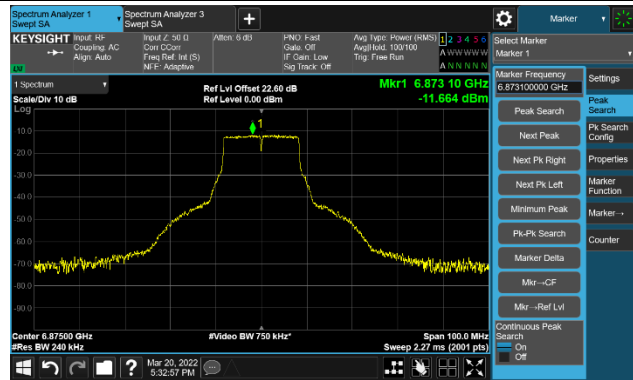 Spectrum Analyzer 1
Swept SA
Spectrum Analyzer 3
Swept SA
+
Marker
KEYSIGHT Input: RF
Coupling: AC
Align: Auto
Input Z: 50 Ω
Corr CCorr
Freq Ref: Int (S)
NFE: Adaptive
Atten: 6 dB
PNO: Fast
Gate: Off
IF Gain: Low
Sig Track: Off
Avg Type: Power (RMS)
Avg|Hold: 100/100
Trig: Free Run
1 2 3 4 5 6
A W W W W W
A N N N N N
Select Marker
Marker 1
1 Spectrum
Scale/Div 10 dB
Log
Ref Lvl Offset 22.60 dB
Ref Level 0.00 dBm
Mkr1 6.873 10 GHz
-11.664 dBm
1
-10.0
-20.0
-30.0
-40.0
-50.0
-60.0
-70.0
-80.0
-90.0
Center 6.87500 GHz
#Res BW 240 kHz
#Video BW 750 kHz*
Span 100.0 MHz
Sweep 2.27 ms (2001 pts)
Marker Frequency
6.873100000 GHz
Peak Search
Next Peak
Next Pk Right
Next Pk Left
Minimum Peak
Pk-Pk Search
Marker Delta
Mkr→CF
Mkr→Ref Lvl
Continuous Peak
Search
On
Off
Settings
Peak
Search
Pk Search
Config
Properties
Marker
Function
Marker→
Counter
?
Mar 20, 2022
5:32:57 PM